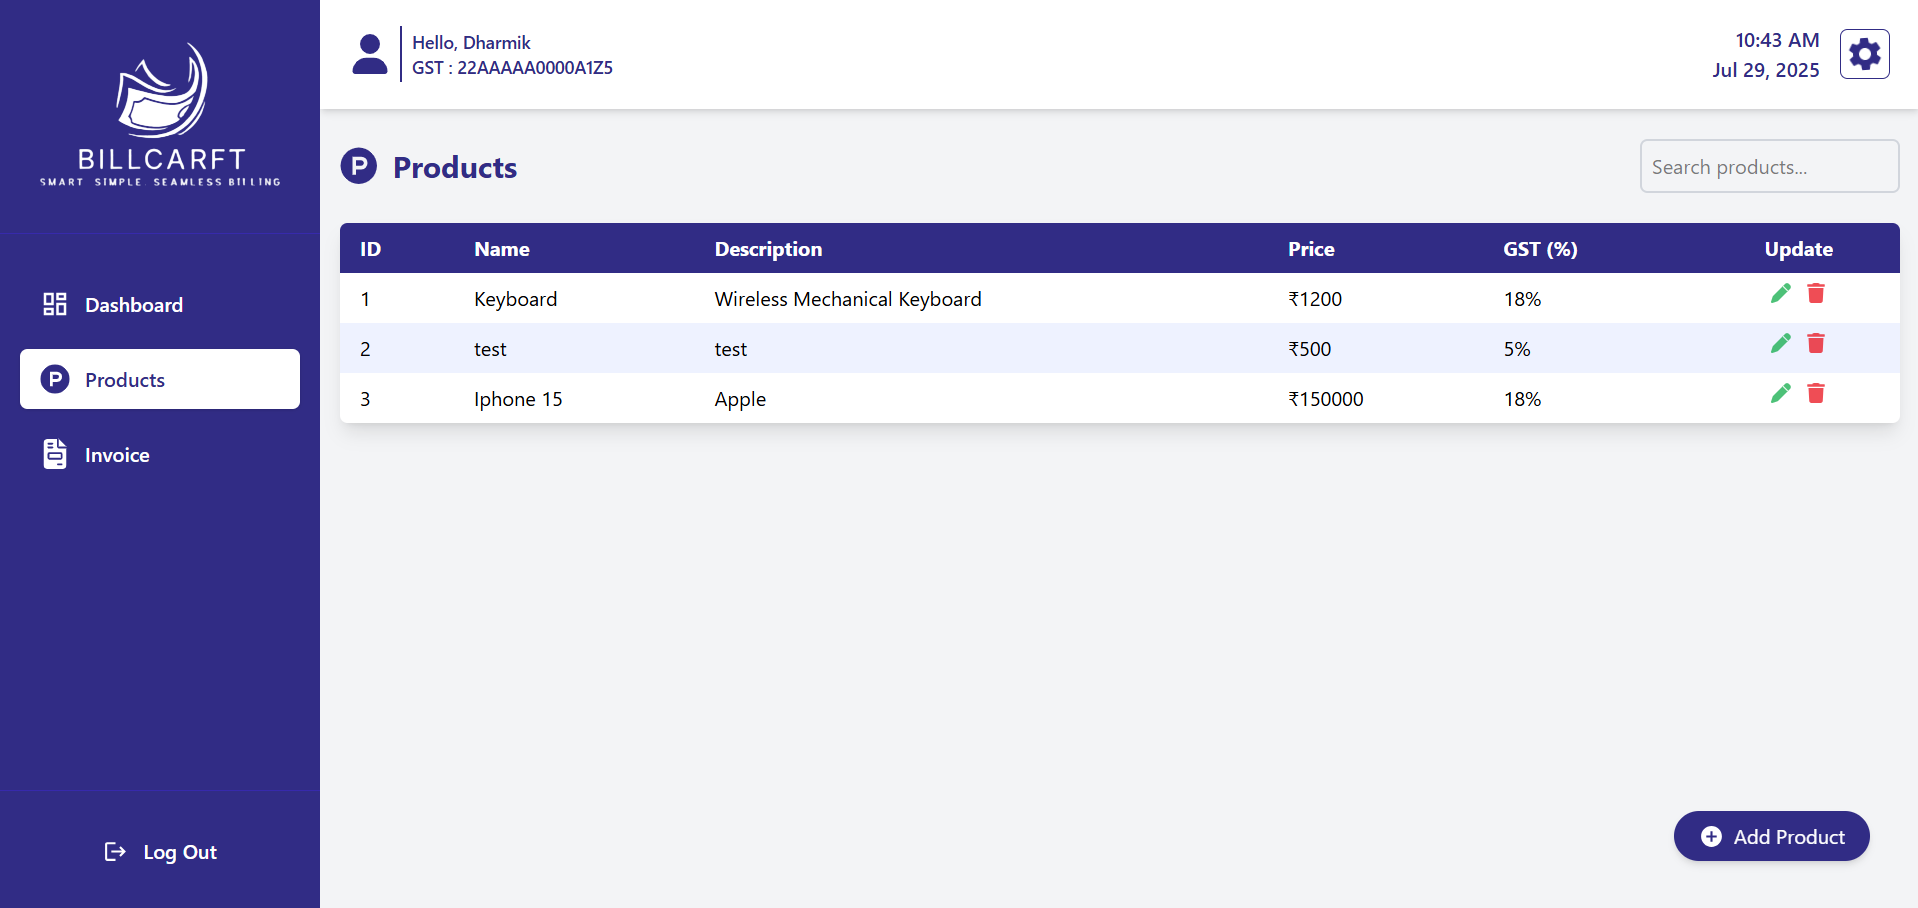 BILLCARFT
SMART. SIMPLE. SEAMLESS BILLING
Dashboard
Products
Invoice
Log Out
Hello, Dharmik
GST : 22AAAAA0000A1Z5
10:43 AM
Jul 29, 2025
Products
Search products...
ID Name Description Price GST (%) Update
1 Keyboard Wireless Mechanical Keyboard ₹1200 18%
2 test test ₹500 5%
3 Iphone 15 Apple ₹150000 18%
Add Product